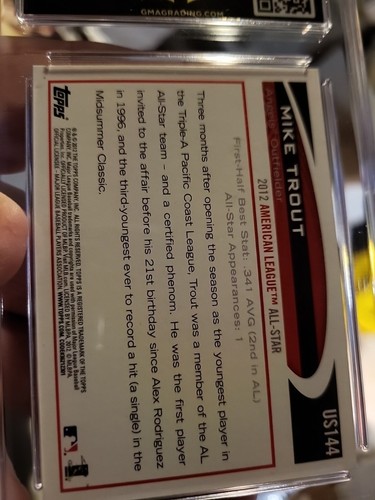 GMAGRADING.COM
US144
MIKE TROUT
Angels® Outfielder
2012 AMERICAN LEAGUE™ ALL-STAR
First-Half Best Stat: .341 AVG (2nd in AL)
All-Star Appearances: 1
Three months after opening the season as the youngest player in
the Triple-A Pacific Coast League, Trout was a member of the AL
All-Star team – and a certified phenom. He was the first player
invited to the affair before his 21st birthday since Alex Rodriguez
in 1996, and the third-youngest ever to record a hit (a single) in the
Midsummer Classic.
topps